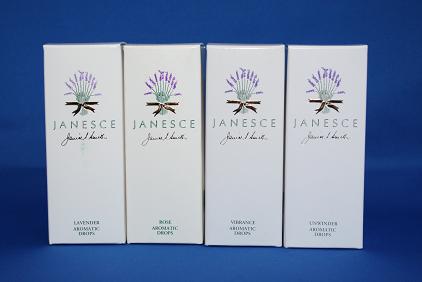 JANESCE
LAVENDER
AROMATIC
DROPS
JANESCE
ROSE
AROMATIC
DROPS
JANESCE
VIBRANCE
AROMATIC
DROPS
JANESCE
UNWINDER
AROMATIC
DROPS